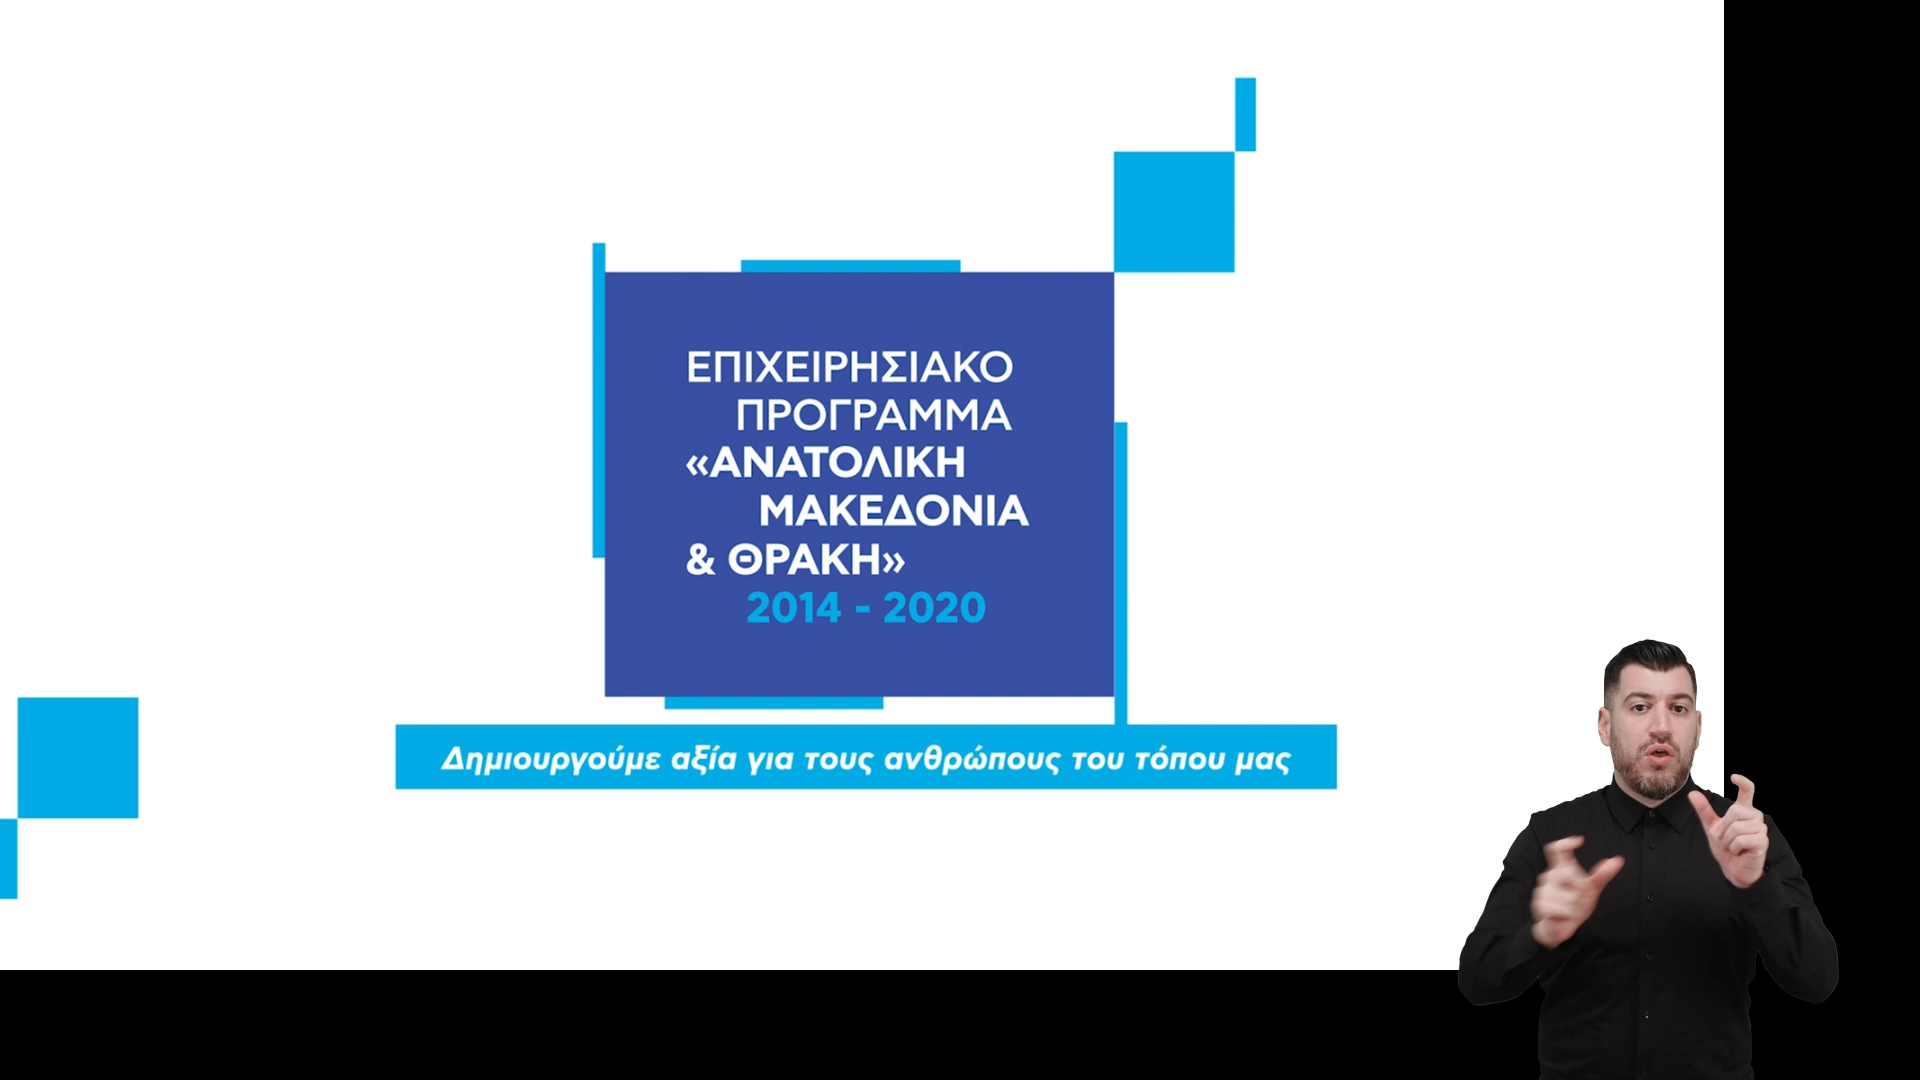 ΕΠΙΧΕΙΡΗΣΙΑΚΟ
ΠΡΟΓΡΑΜΜΑ
«ΑΝΑΤΟΛΙΚΗ
ΜΑΚΕΔΟΝΙΑ
& ΘΡΑΚΗ»
2014 - 2020
Δημιουργούμε αξία για τους ανθρώπους του τόπου μας